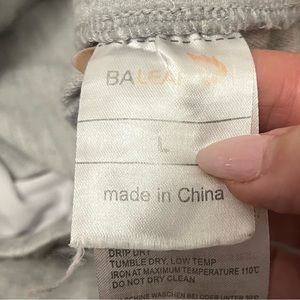 BALEAF
L
made in China
DRIP DRY
TUMBLE DRY, LOW TEMP
IRON AT MAXIMUM TEMPERATURE 110℃
DO NOT DRY CLEAN